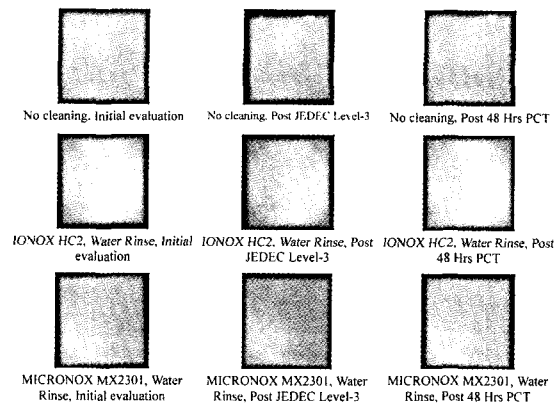 No cleaning. Initial evaluation
No cleaning, Post JEDEC Level-3
No cleaning, Post 48 Hrs PCT
IONOX HC2, Water Rinse, Initial
evaluation
IONOX HC2. Water Rinse, Post
JEDEC Level-3
IONOX HC2, Water Rinse, Post
48 Hrs PCT
MICRONOX MX2301, Water
Rinse, Initial evaluation
MICRONOX MX2301, Water
Rinse, Post JEDEC Level-3
MICRONOX MX2301, Water
Rinse, Post 48 Hrs PCT